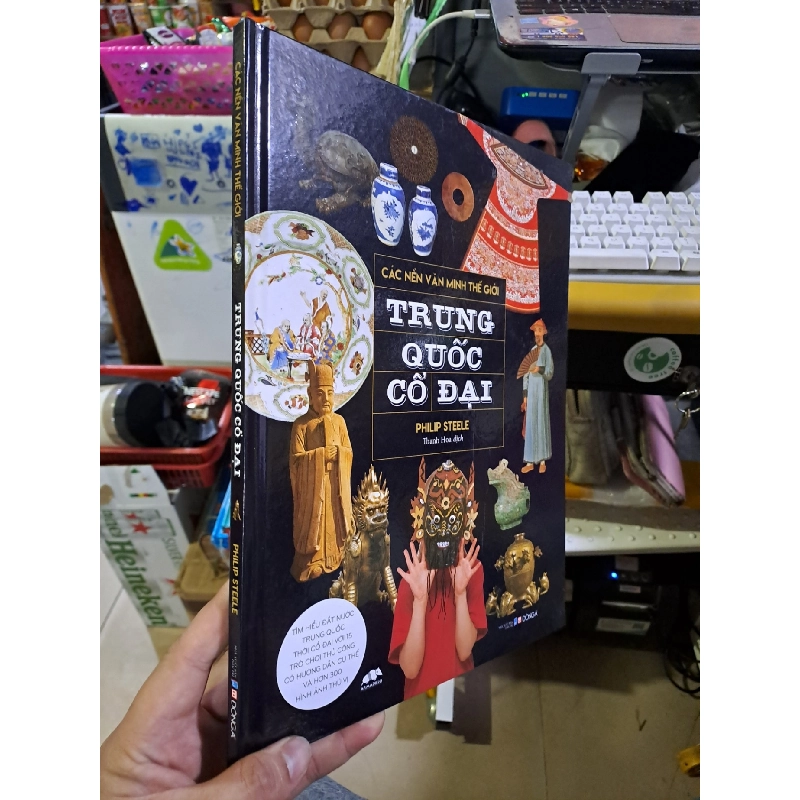 CÁC NỀN VĂN MINH THẾ GIỚI
TRUNG QUỐC CỔ ĐẠI
PHILIP STEELE
ĐÔNG A
CÁC NỀN VĂN MINH THẾ GIỚI
TRUNG
QUỐC
CỔ ĐẠI
PHILIP STEELE
Thanh Hoa dịch
TÌM HIỂU ĐẤT NƯỚC
TRUNG QUỐC
THỜI CỔ ĐẠI VỚI 15
TRÒ CHƠI THỦ CÔNG
CÓ HƯỚNG DẪN CỤ THỂ
VÀ HƠN 300
HÌNH ẢNH THÚ VỊ
ĐÔNG A
Heineken